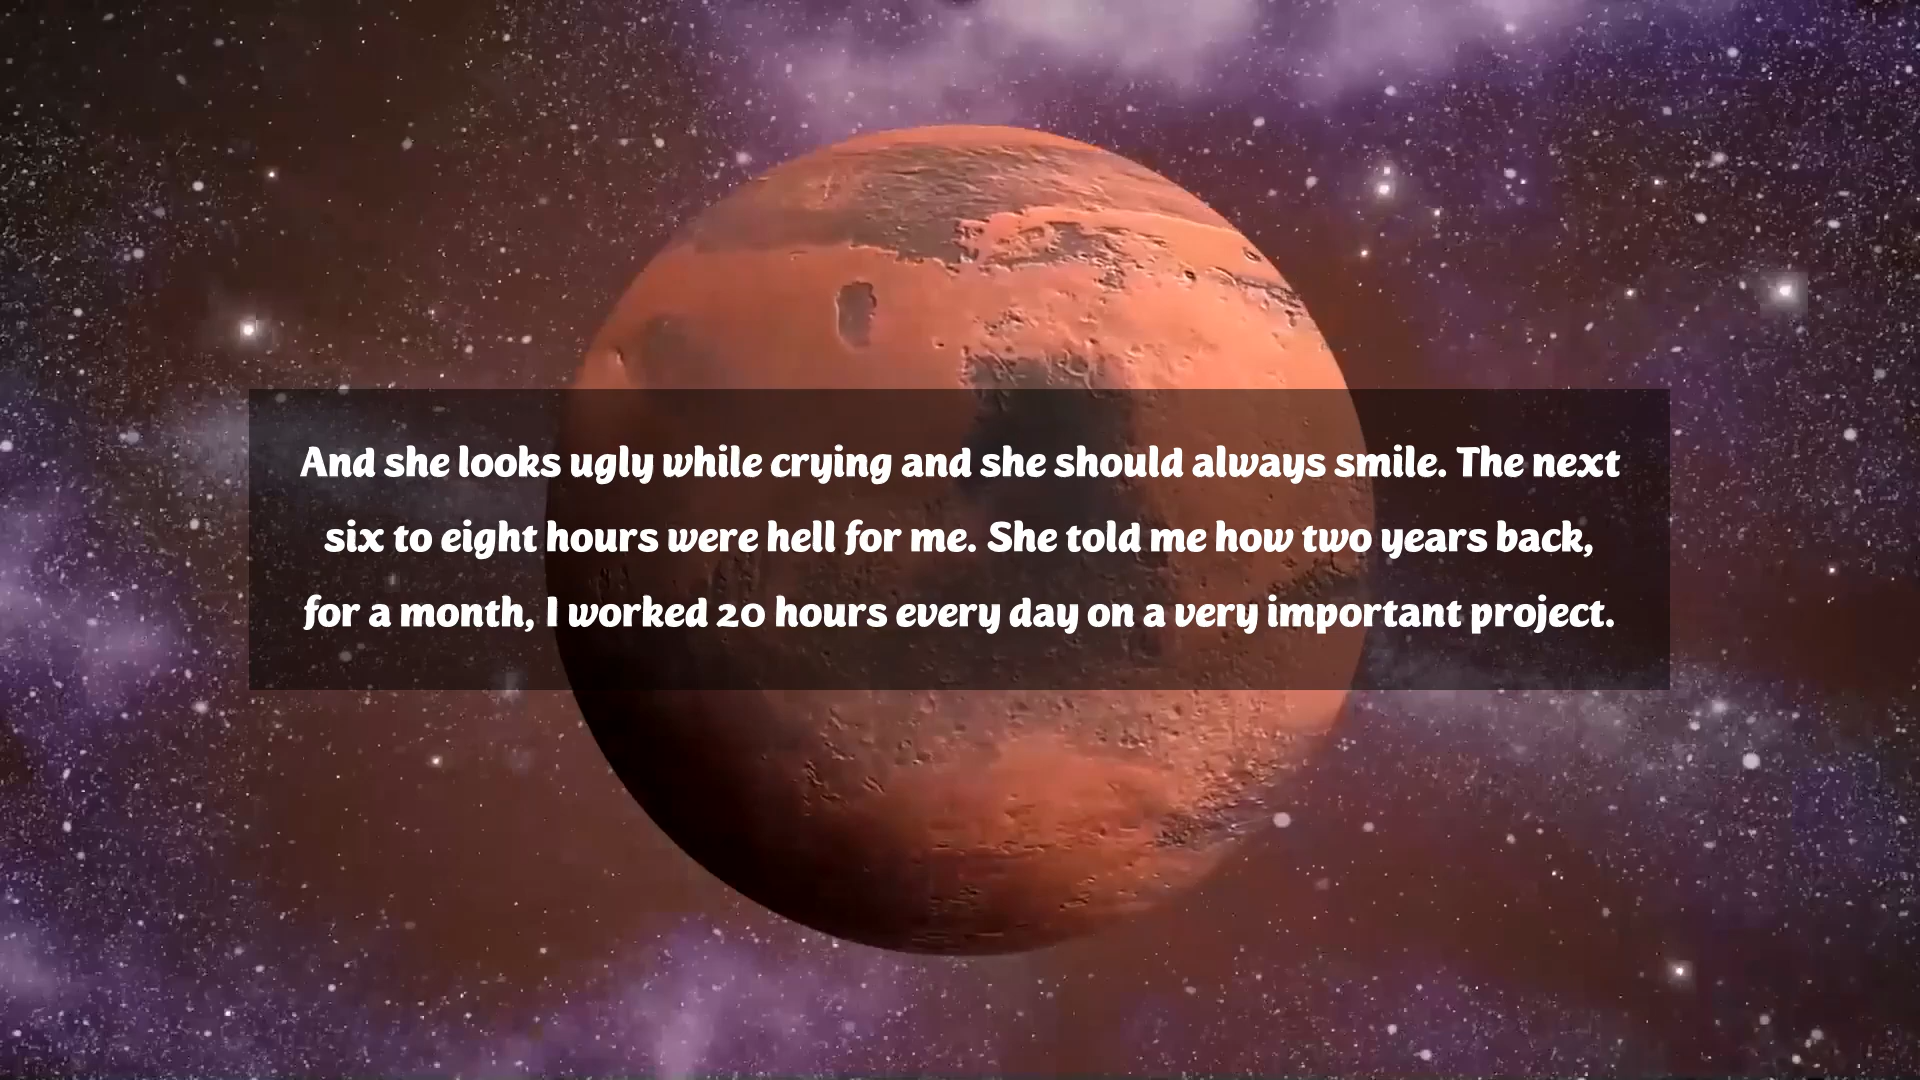 And she looks ugly while crying and she should always smile. The next
six to eight hours were hell for me. She told me how two years back,
for a month, I worked 20 hours every day on a very important project.